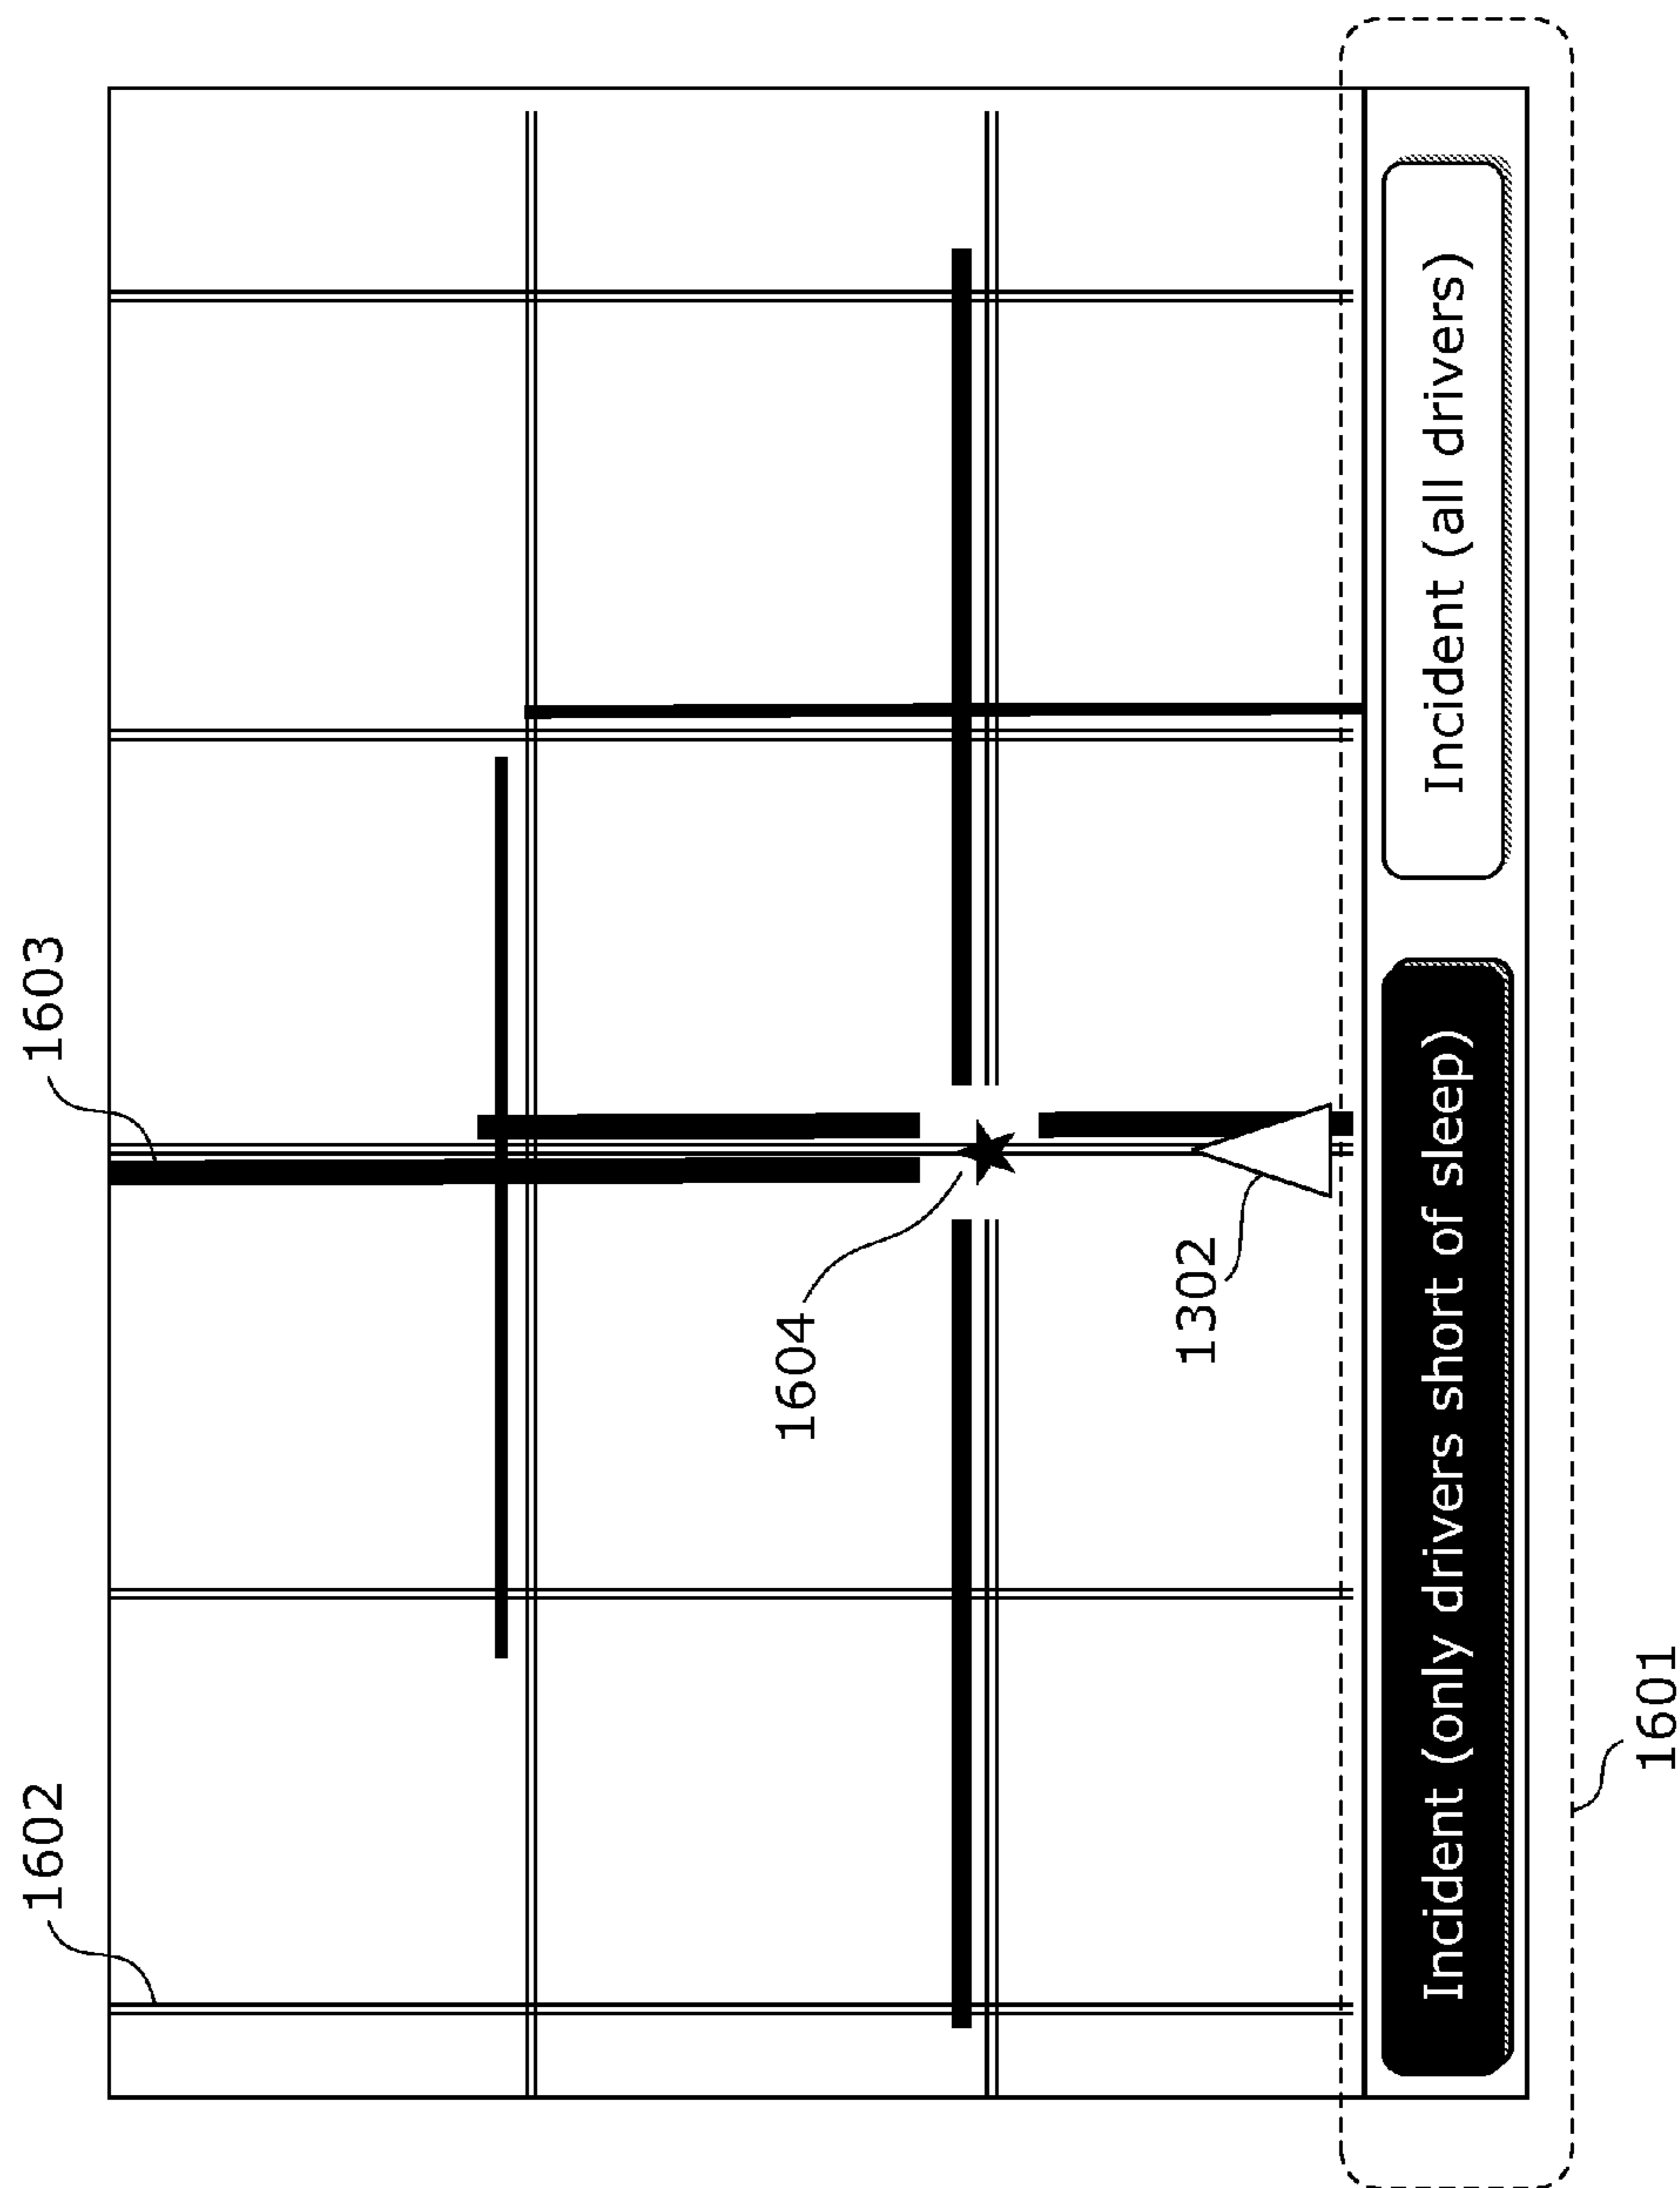 1602
1603
1604
1302
Incident (only drivers short of sleep)
Incident (all drivers)
1601